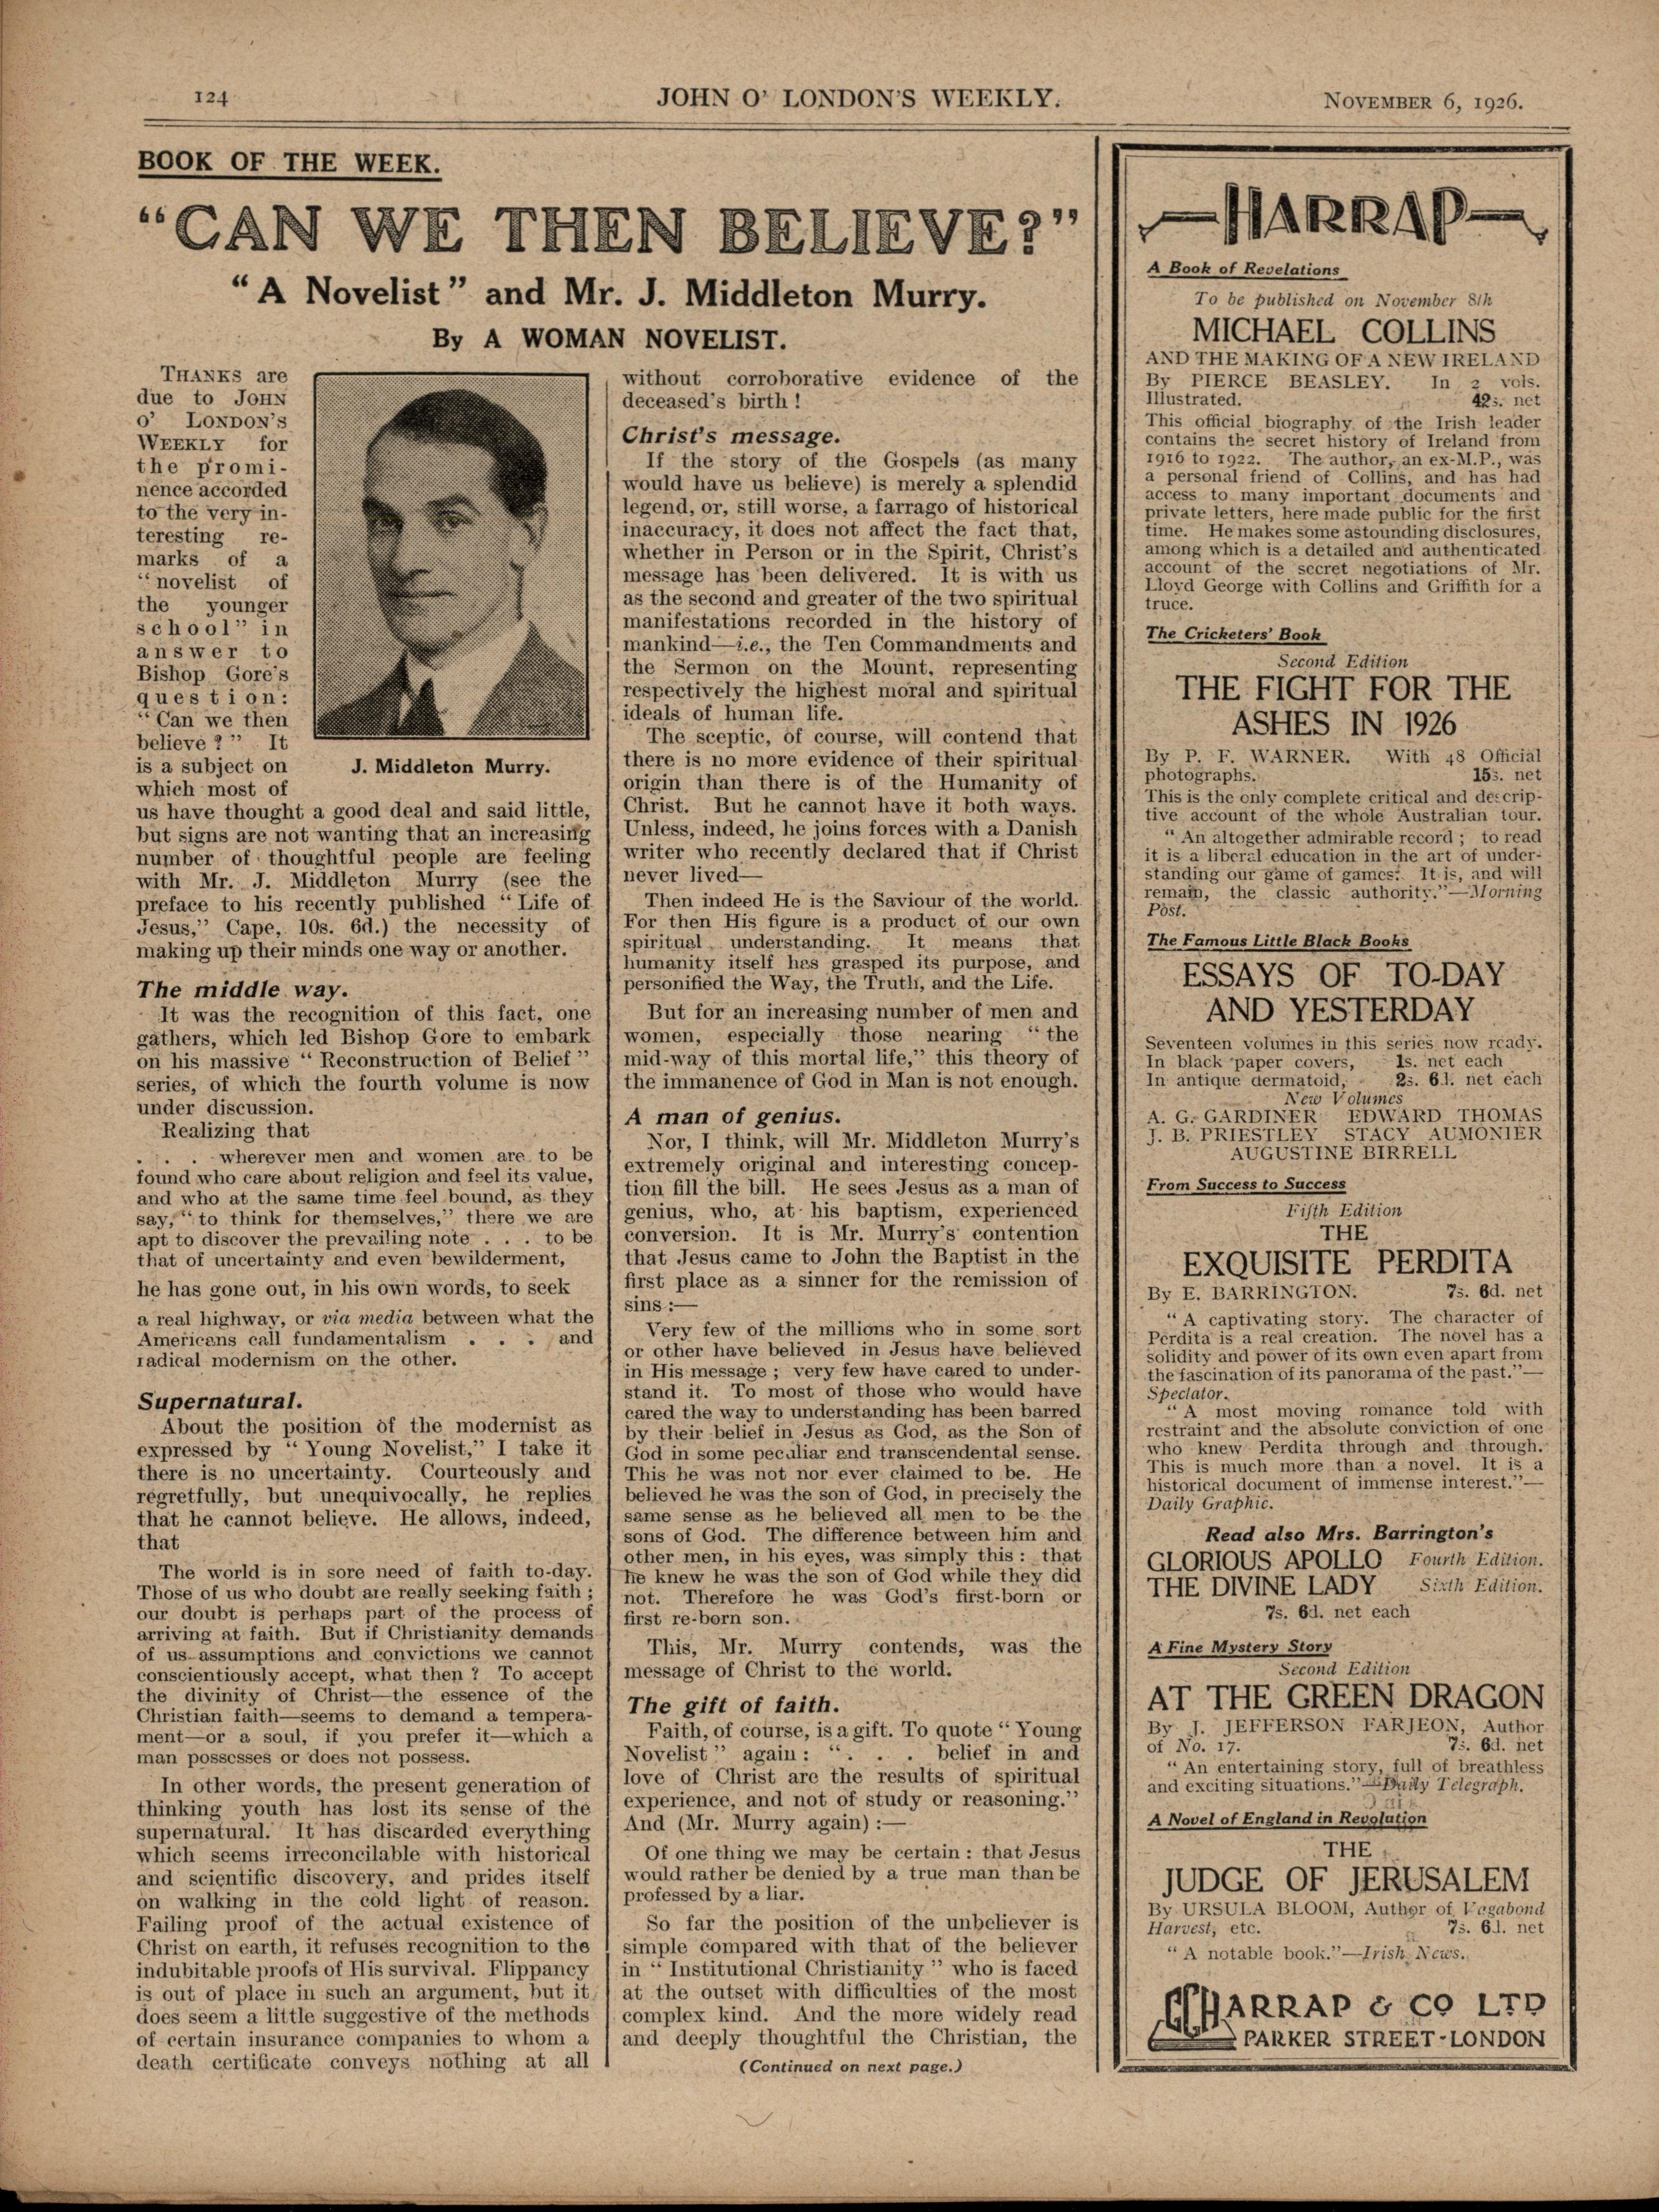 124
JOHN O' LONDON'S WEEKLY.
NOVEMBER 6, 1926.
BOOK OF THE WEEK.
"CAN WE THEN BELIEVE?"
"A Novelist" and Mr. J. Middleton Murry.
By A WOMAN NOVELIST.
THANKS are
due to JOHN
O' LONDON'S
WEEKLY for
the promi-
nence accorded
to the very in-
teresting re-
marks of a
"novelist of
the younger
school" in
answer to
Bishop Gore's
question:
"Can we then
believe?" It
is a subject on
which most of
J. Middleton Murry.
us have thought a good deal and said little,
but signs are not wanting that an increasing
number of thoughtful people are feeling
with Mr. J. Middleton Murry (see the
preface to his recently published "Life of
Jesus," Cape, 10s. 6d.) the necessity of
making up their minds one way or another.
The middle way.
It was the recognition of this fact, one
gathers, which led Bishop Gore to embark
on his massive "Reconstruction of Belief"
series, of which the fourth volume is now
under discussion.
Realizing that
. . . wherever men and women are to be
found who care about religion and feel its value,
and who at the same time feel bound, as they
say, "to think for themselves," there we are
apt to discover the prevailing note . . . to be
that of uncertainty and even bewilderment,
he has gone out, in his own words, to seek
a real highway, or via media between what the
Americans call fundamentalism . . . and
radical modernism on the other.
Supernatural.
About the position of the modernist as
expressed by "Young Novelist," I take it
there is no uncertainty. Courteously and
regretfully, but unequivocally, he replies
that he cannot believe. He allows, indeed,
that
The world is in sore need of faith to-day.
Those of us who doubt are really seeking faith;
our doubt is perhaps part of the process of
arriving at faith. But if Christianity demands
of us assumptions and convictions we cannot
conscientiously accept, what then? To accept
the divinity of Christ—the essence of the
Christian faith—seems to demand a tempera-
ment—or a soul, if you prefer it—which a
man possesses or does not possess.
In other words, the present generation of
thinking youth has lost its sense of the
supernatural. It has discarded everything
which seems irreconcilable with historical
and scientific discovery, and prides itself
on walking in the cold light of reason.
Failing proof of the actual existence of
Christ on earth, it refuses recognition to the
indubitable proofs of His survival. Flippancy
is out of place in such an argument, but it
does seem a little suggestive of the methods
of certain insurance companies to whom a
death certificate conveys nothing at all
without corroborative evidence of the
deceased's birth!
Christ's message.
If the story of the Gospels (as many
would have us believe) is merely a splendid
legend, or, still worse, a farrago of historical
inaccuracy, it does not affect the fact that,
whether in Person or in the Spirit, Christ's
message has been delivered. It is with us
as the second and greater of the two spiritual
manifestations recorded in the history of
mankind—i.e., the Ten Commandments and
the Sermon on the Mount, representing
respectively the highest moral and spiritual
ideals of human life.
The sceptic, of course, will contend that
there is no more evidence of their spiritual
origin than there is of the Humanity of
Christ. But he cannot have it both ways.
Unless, indeed, he joins forces with a Danish
writer who recently declared that if Christ
never lived—
Then indeed He is the Saviour of the world.
For then His figure is a product of our own
spiritual understanding. It means that
humanity itself has grasped its purpose, and
personified the Way, the Truth, and the Life.
But for an increasing number of men and
women, especially those nearing "the
mid-way of this mortal life," this theory of
the immanence of God in Man is not enough.
A man of genius.
Nor, I think, will Mr. Middleton Murry's
extremely original and interesting concep-
tion fill the bill. He sees Jesus as a man of
genius, who, at his baptism, experienced
conversion. It is Mr. Murry's contention
that Jesus came to John the Baptist in the
first place as a sinner for the remission of
sins:—
Very few of the millions who in some sort
or other have believed in Jesus have believed
in His message; very few have cared to under-
stand it. To most of those who would have
cared the way to understanding has been barred
by their belief in Jesus as God, as the Son of
God in some peculiar and transcendental sense.
This he was not nor ever claimed to be. He
believed he was the son of God, in precisely the
same sense as he believed all men to be the
sons of God. The difference between him and
other men, in his eyes, was simply this: that
he knew he was the son of God while they did
not. Therefore he was God's first-born or
first re-born son.
This, Mr. Murry contends, was the
message of Christ to the world.
The gift of faith.
Faith, of course, is a gift. To quote "Young
Novelist" again: ". . . belief in and
love of Christ are the results of spiritual
experience, and not of study or reasoning."
And (Mr. Murry again):—
Of one thing we may be certain: that Jesus
would rather be denied by a true man than be
professed by a liar.
So far the position of the unbeliever is
simple compared with that of the believer
in "Institutional Christianity" who is faced
at the outset with difficulties of the most
complex kind. And the more widely read
and deeply thoughtful the Christian, the
(Continued on next page.)
HARRAP
A Book of Revelations
To be published on November 8th
MICHAEL COLLINS
AND THE MAKING OF A NEW IRELAND
By PIERCE BEASLEY. In 2 vols.
Illustrated. 42s. net
This official biography of the Irish leader
contains the secret history of Ireland from
1916 to 1922. The author, an ex-M.P., was
a personal friend of Collins, and has had
access to many important documents and
private letters, here made public for the first
time. He makes some astounding disclosures,
among which is a detailed and authenticated
account of the secret negotiations of Mr.
Lloyd George with Collins and Griffith for a
truce.
The Cricketers' Book
Second Edition
THE FIGHT FOR THE
ASHES IN 1926
By P. F. WARNER. With 48 Official
photographs. 15s. net
This is the only complete critical and descrip-
tive account of the whole Australian tour.
"An altogether admirable record; to read
it is a liberal education in the art of under-
standing our game of games. It is, and will
remain, the classic authority."—Morning
Post.
The Famous Little Black Books
ESSAYS OF TO-DAY
AND YESTERDAY
Seventeen volumes in this series now ready.
In black paper covers, 1s. net each
In antique dermatoid, 2s. 6d. net each
New Volumes
A. G. GARDINER EDWARD THOMAS
J. B. PRIESTLEY STACY AUMONIER
AUGUSTINE BIRRELL
From Success to Success
Fifth Edition
THE
EXQUISITE PERDITA
By E. BARRINGTON. 7s. 6d. net
"A captivating story. The character of
Perdita is a real creation. The novel has a
solidity and power of its own even apart from
the fascination of its panorama of the past."—
Spectator.
"A most moving romance told with
restraint and the absolute conviction of one
who knew Perdita through and through.
This is much more than a novel. It is a
historical document of immense interest."—
Daily Graphic.
Read also Mrs. Barrington's
GLORIOUS APOLLO Fourth Edition.
THE DIVINE LADY Sixth Edition.
7s. 6d. net each
A Fine Mystery Story
Second Edition
AT THE GREEN DRAGON
By J. JEFFERSON FARJEON, Author
of No. 17. 7s. 6d. net
"An entertaining story, full of breathless
and exciting situations."—Daily Telegraph.
A Novel of England in Revolution
THE
JUDGE OF JERUSALEM
By URSULA BLOOM, Author of Vagabond
Harvest, etc. 7s. 6d. net
"A notable book."—Irish News.
HARRAP & CO LTD
PARKER STREET-LONDON